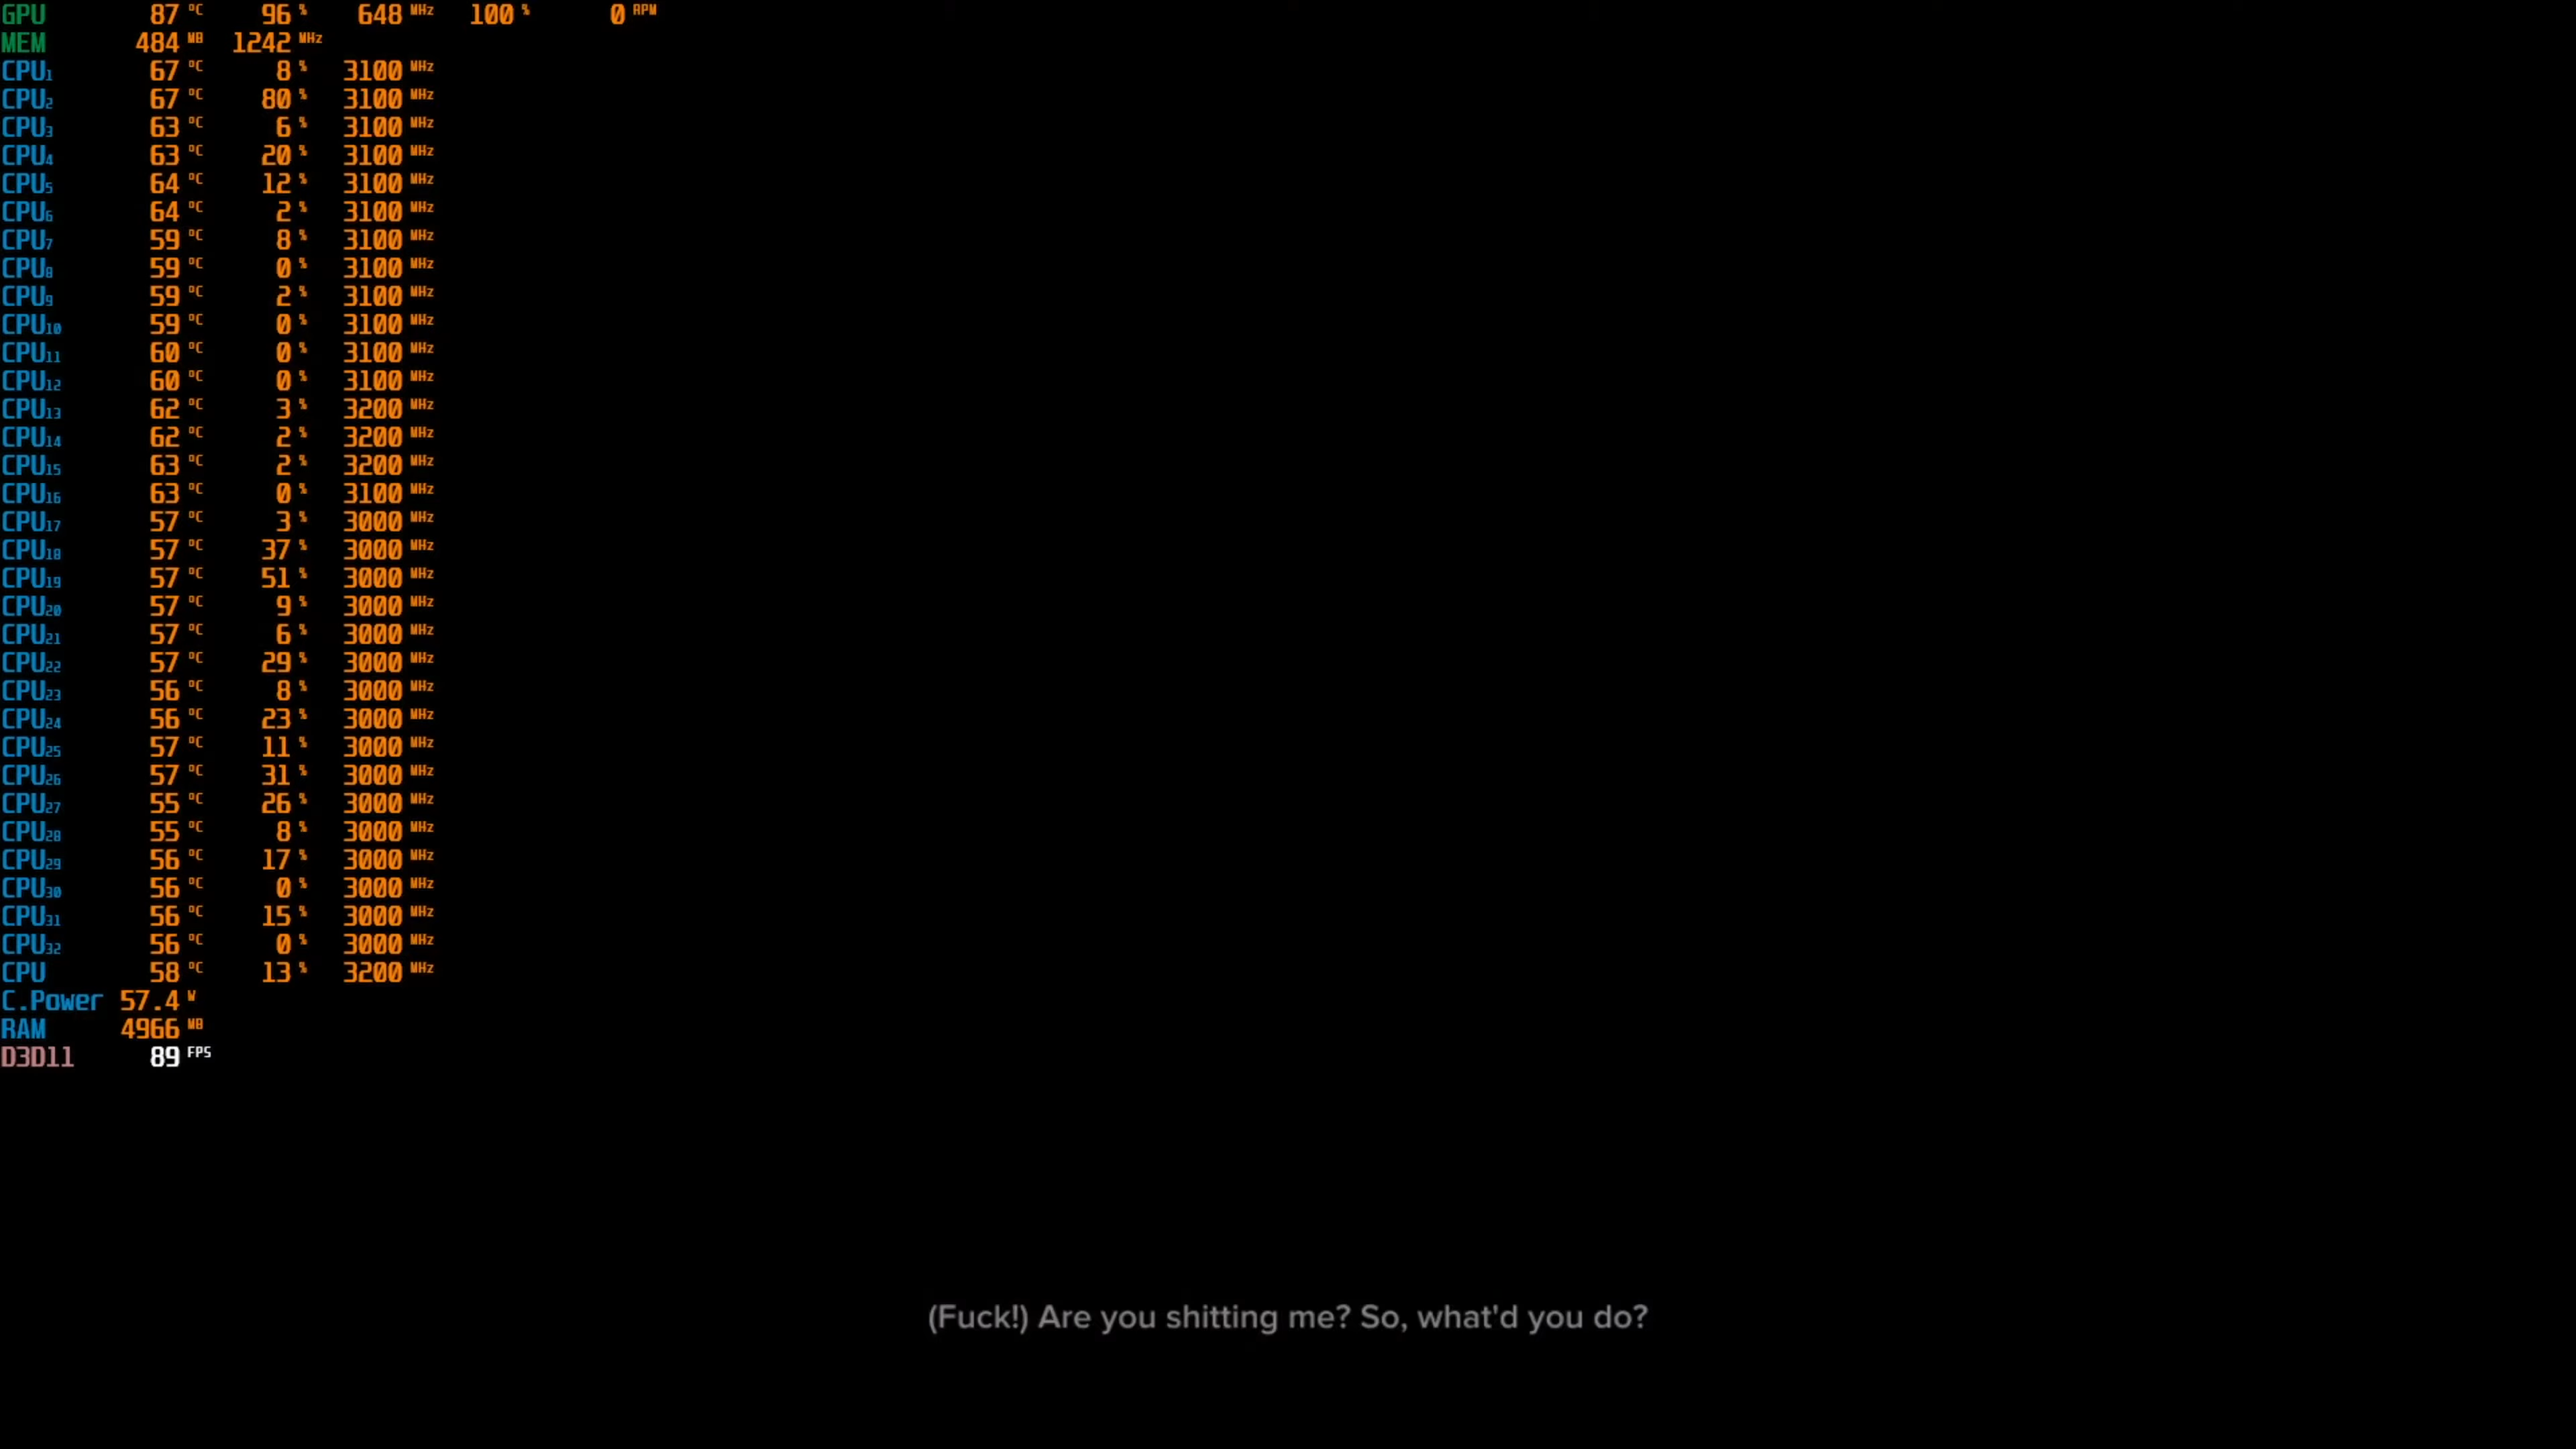 GPU 87 °C 96 % 648 MHz 100 % 0 RPM
MEM 484 MB 1242 MHz
CPU1 67 °C 8 % 3100 MHz
CPU2 67 °C 80 % 3100 MHz
CPU3 63 °C 6 % 3100 MHz
CPU4 63 °C 20 % 3100 MHz
CPU5 64 °C 12 % 3100 MHz
CPU6 64 °C 2 % 3100 MHz
CPU7 59 °C 8 % 3100 MHz
CPU8 59 °C 0 % 3100 MHz
CPU9 59 °C 2 % 3100 MHz
CPU10 59 °C 0 % 3100 MHz
CPU11 60 °C 0 % 3100 MHz
CPU12 60 °C 0 % 3100 MHz
CPU13 62 °C 3 % 3200 MHz
CPU14 62 °C 2 % 3200 MHz
CPU15 63 °C 2 % 3200 MHz
CPU16 63 °C 0 % 3100 MHz
CPU17 57 °C 3 % 3000 MHz
CPU18 57 °C 37 % 3000 MHz
CPU19 57 °C 51 % 3000 MHz
CPU20 57 °C 9 % 3000 MHz
CPU21 57 °C 6 % 3000 MHz
CPU22 57 °C 29 % 3000 MHz
CPU23 56 °C 8 % 3000 MHz
CPU24 56 °C 23 % 3000 MHz
CPU25 57 °C 11 % 3000 MHz
CPU26 57 °C 31 % 3000 MHz
CPU27 55 °C 26 % 3000 MHz
CPU28 55 °C 8 % 3000 MHz
CPU29 56 °C 17 % 3000 MHz
CPU30 56 °C 0 % 3000 MHz
CPU31 56 °C 15 % 3000 MHz
CPU32 56 °C 0 % 3000 MHz
CPU 58 °C 13 % 3200 MHz
C.Power 57.4 W
RAM 4966 MB
D3D11 89 FPS
(Fuck!) Are you shitting me? So, what'd you do?